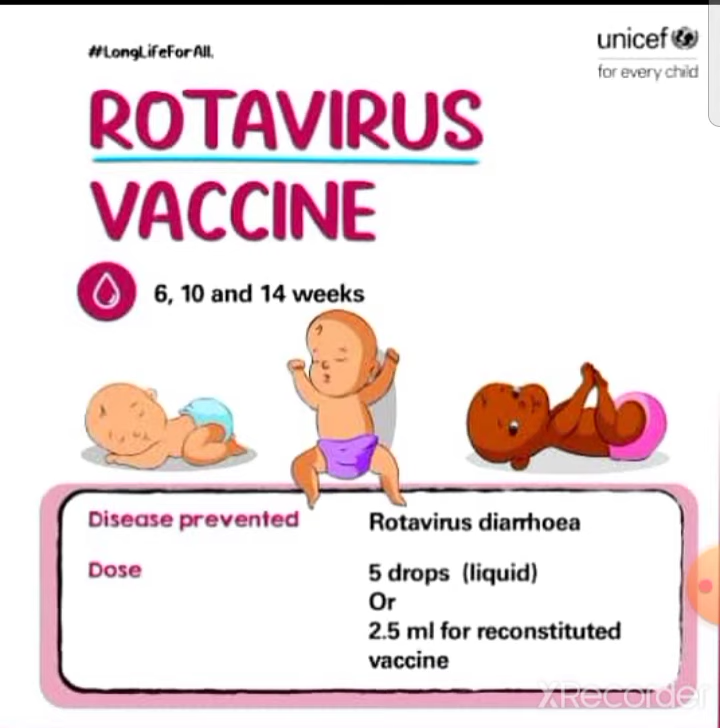 #LongLifeForAll.
unicef
for every child
ROTAVIRUS
VACCINE
6, 10 and 14 weeks
Disease prevented
Rotavirus diarrhoea
Dose
5 drops (liquid)
Or
2.5 ml for reconstituted
vaccine
XRecorder